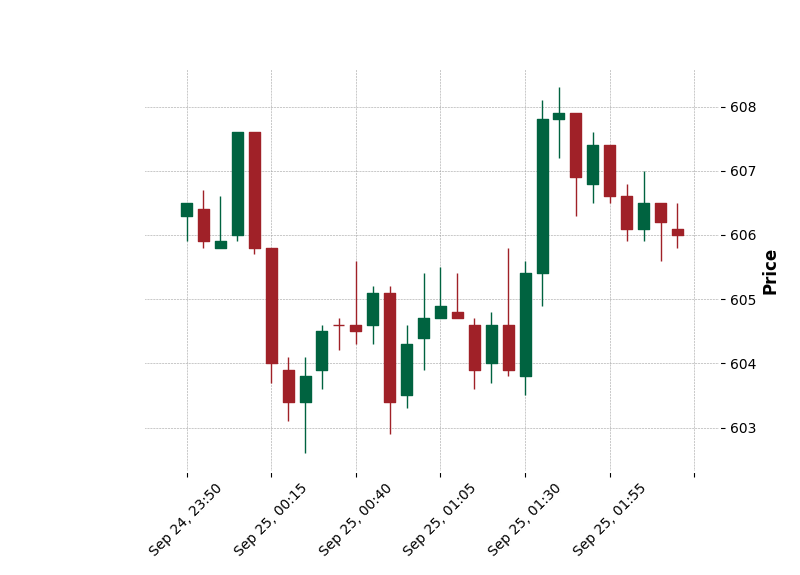 608
607
606
605
604
603
Price
Sep 24, 23:50
Sep 25, 00:15
Sep 25, 00:40
Sep 25, 01:05
Sep 25, 01:30
Sep 25, 01:55